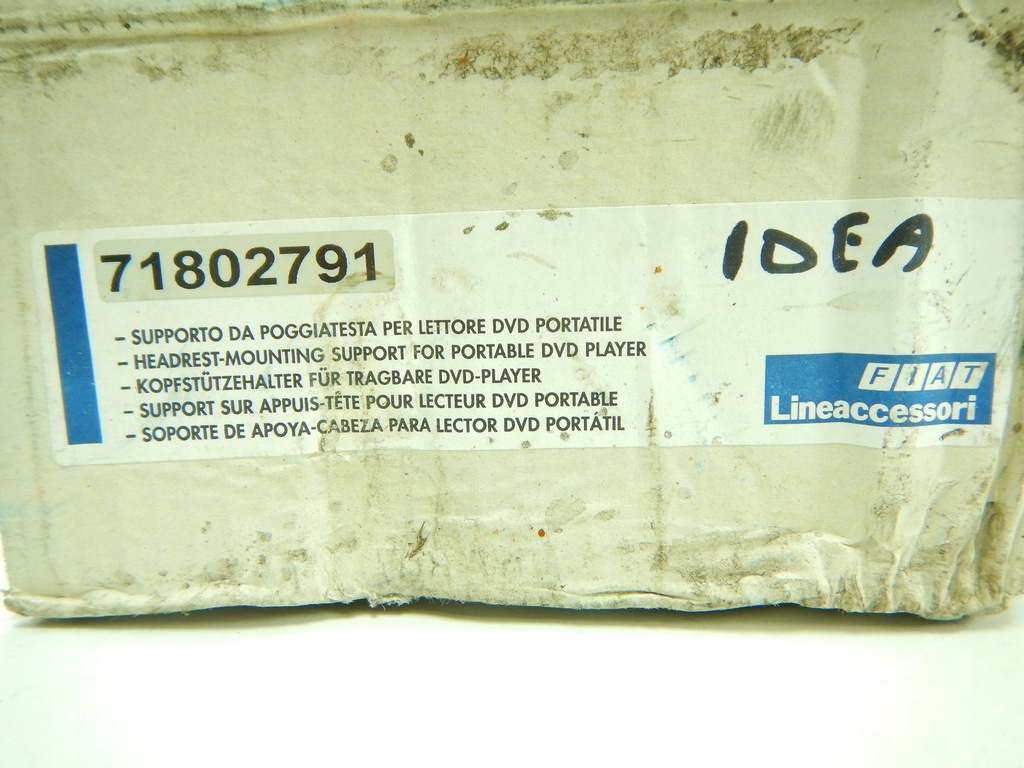 71802791
IDEA
- SUPPORTO DA POGGIATESTA PER LETTORE DVD PORTATILE
- HEADREST-MOUNTING SUPPORT FOR PORTABLE DVD PLAYER
- KOPFSTÜTZEHALTER FÜR TRAGBARE DVD-PLAYER
- SUPPORT SUR APPUIS-TÊTE POUR LECTEUR DVD PORTABLE
- SOPORTE DE APOYA-CABEZA PARA LECTOR DVD PORTÁTIL
FIAT
Lineaccessori